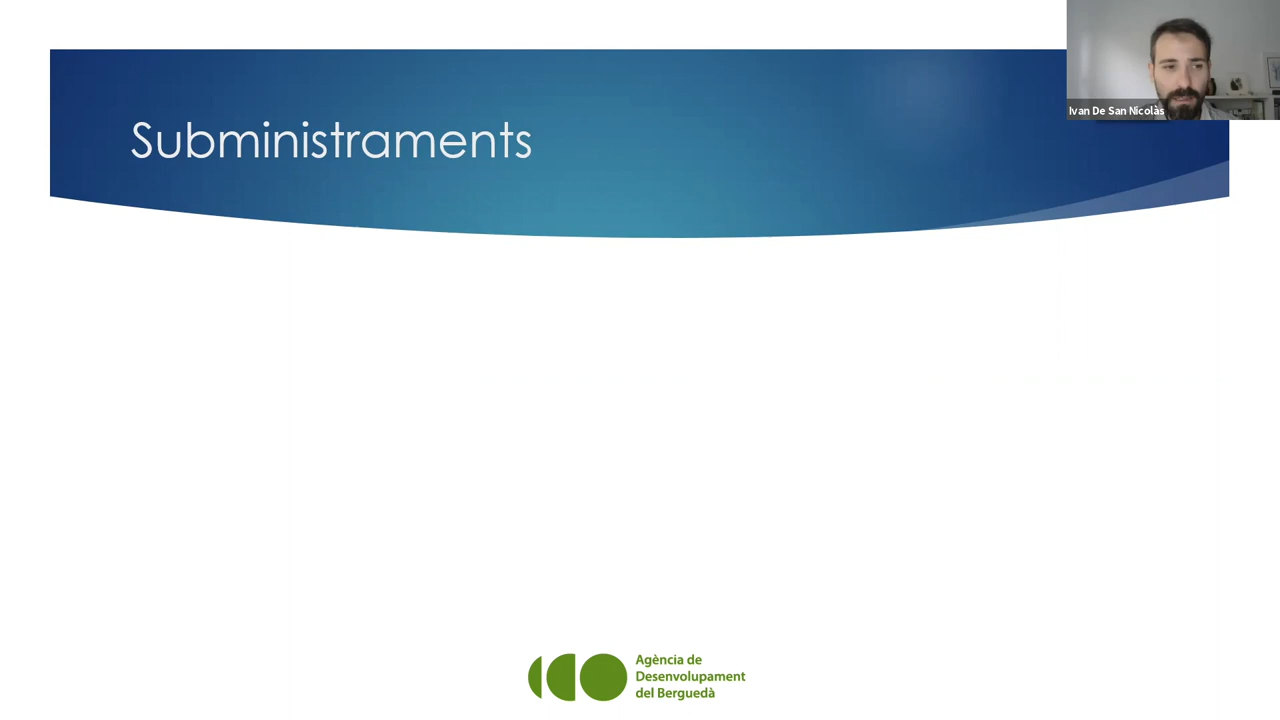 Subministraments
Ivan De San Nicolàs
Agència de
Desenvolupament
del Berguedà